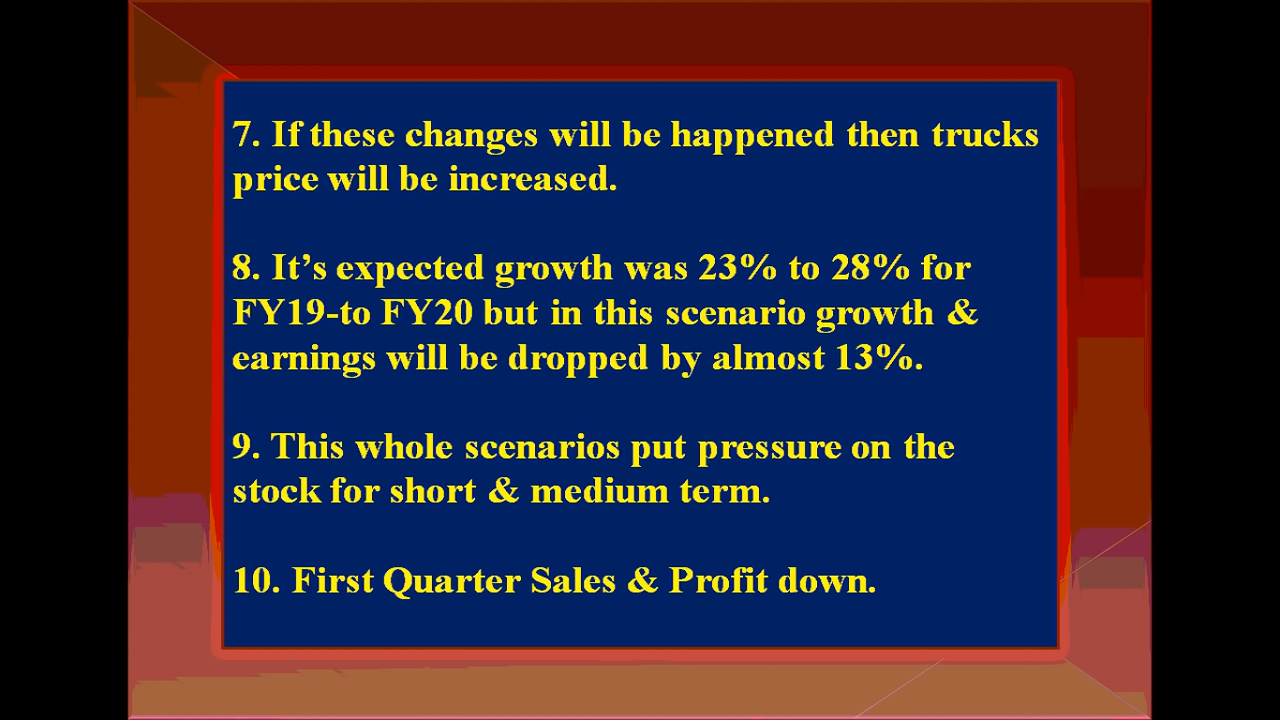 7. If these changes will be happened then trucks
price will be increased.
8. It’s expected growth was 23% to 28% for
FY19-to FY20 but in this scenario growth &
earnings will be dropped by almost 13%.
9. This whole scenarios put pressure on the
stock for short & medium term.
10. First Quarter Sales & Profit down.